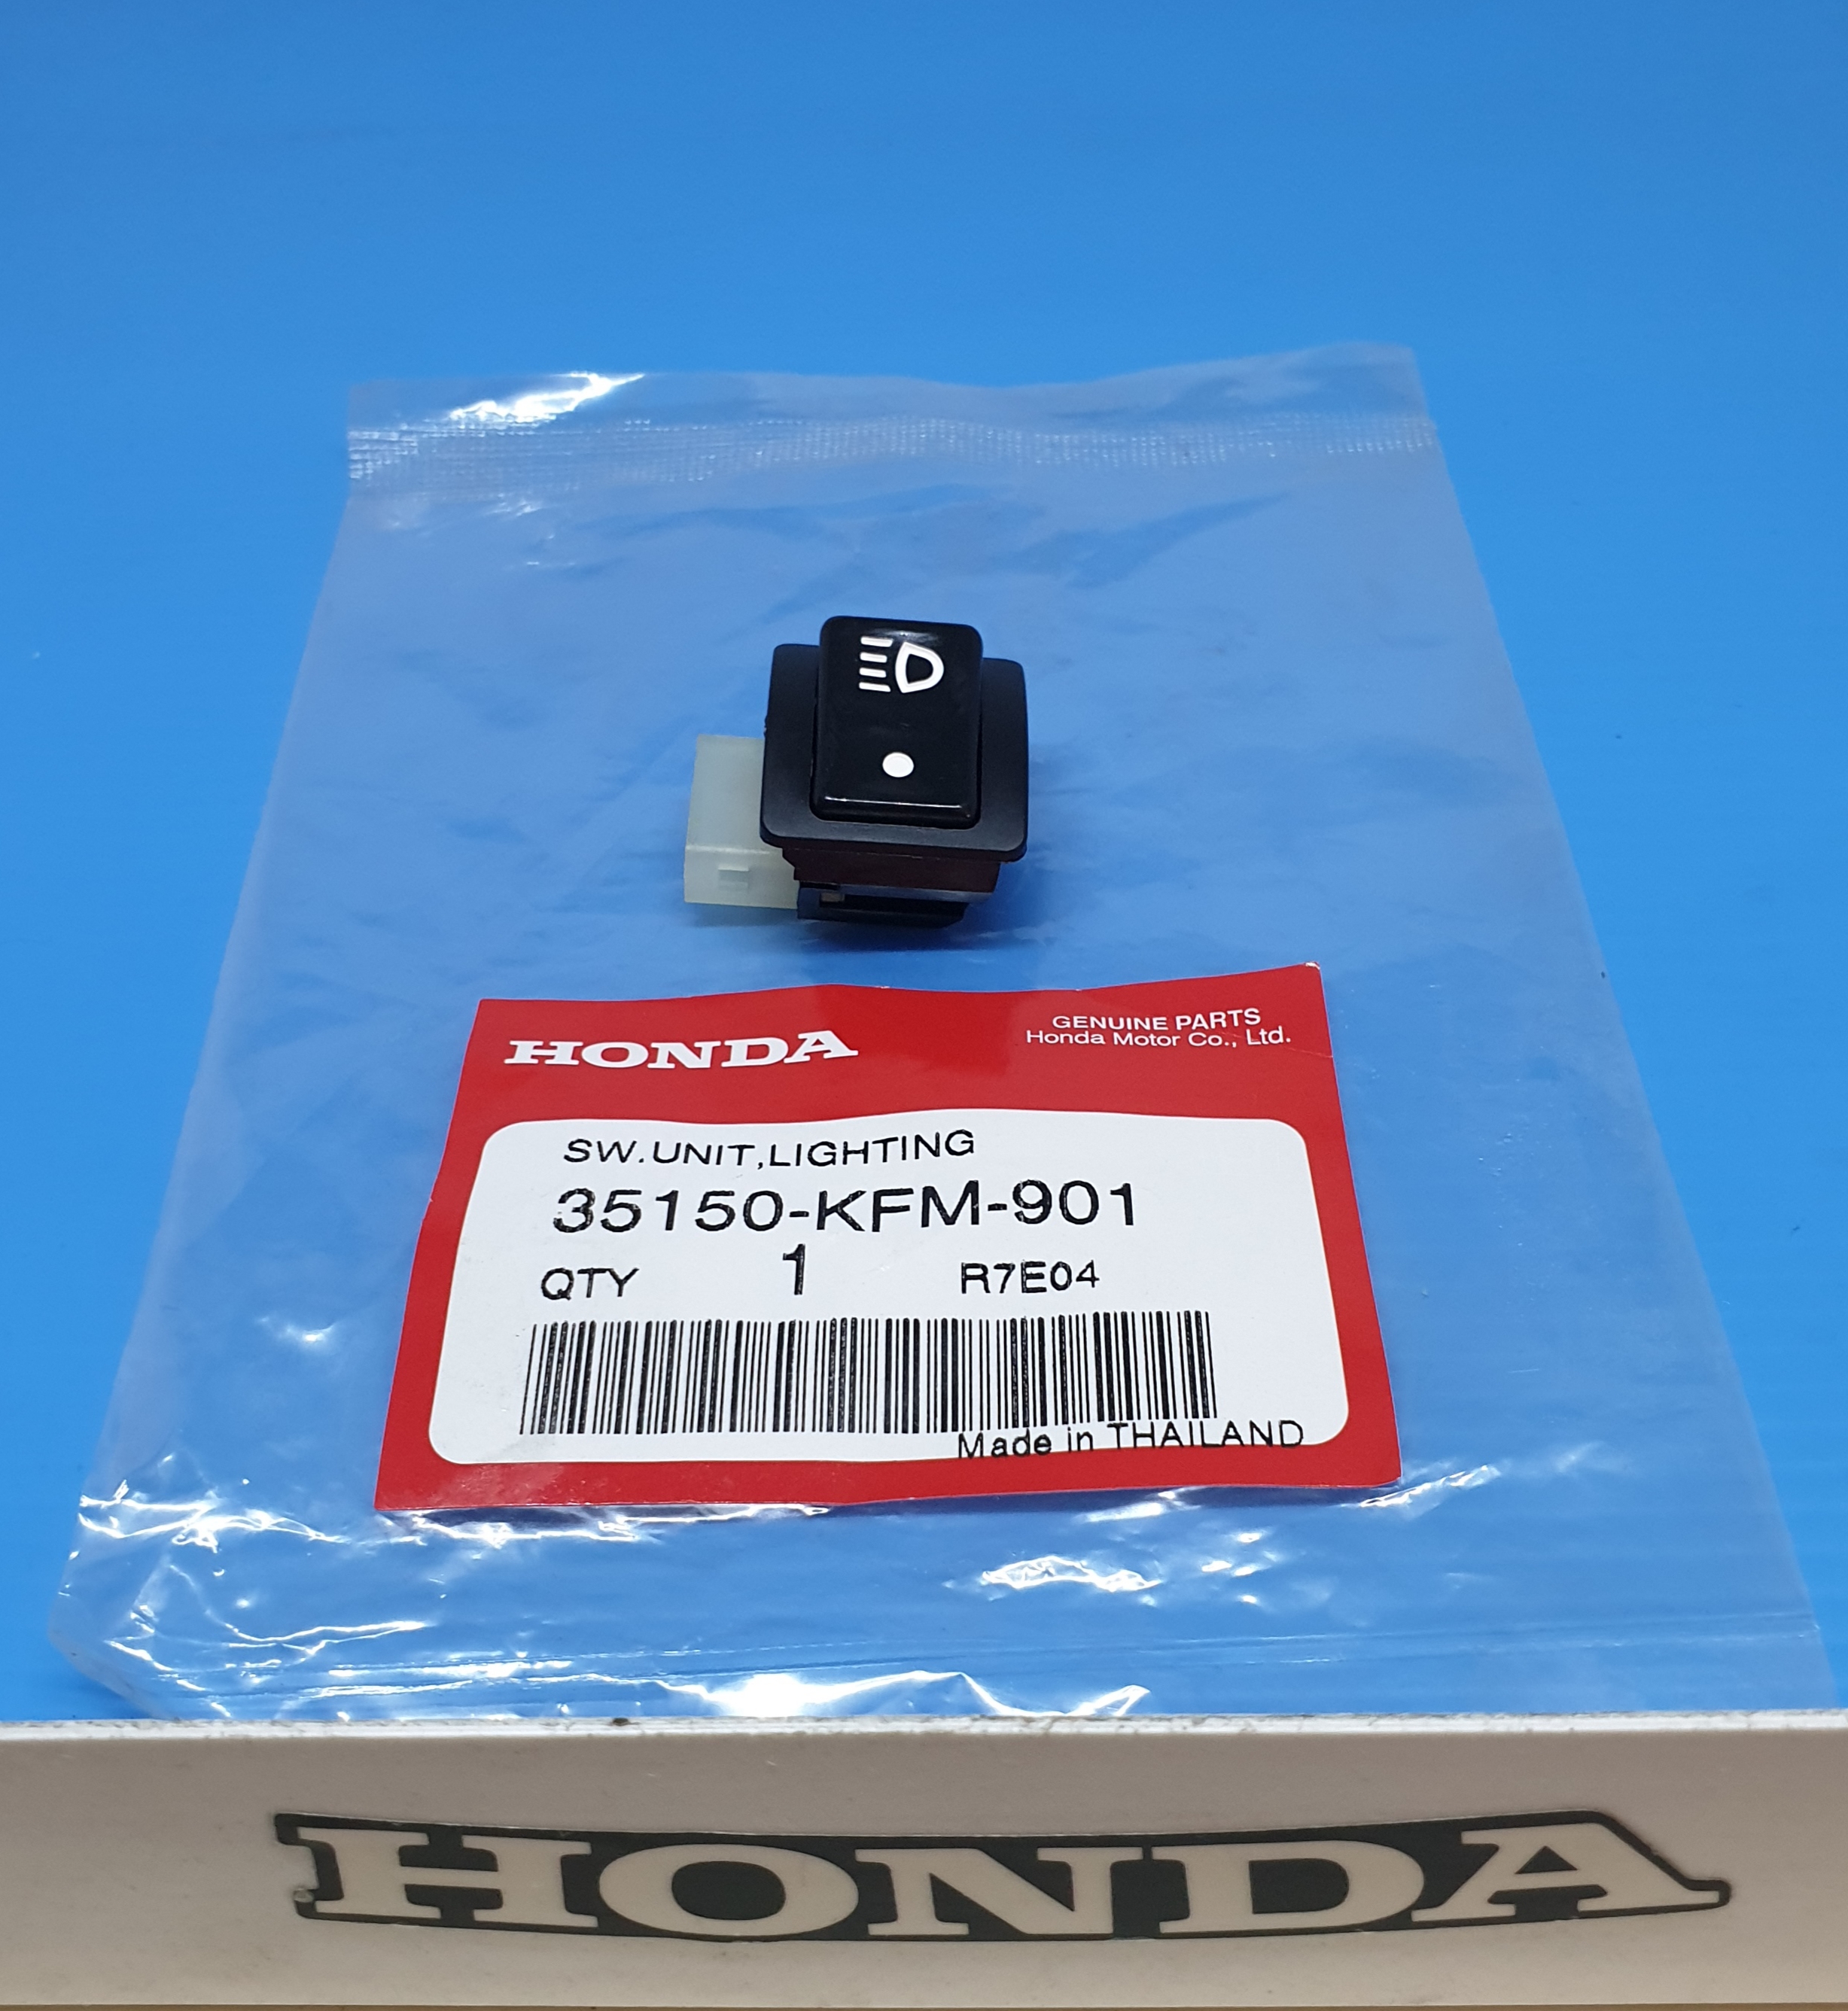 HONDA
GENUINE PARTS
Honda Motor Co., Ltd.
SW.UNIT,LIGHTING
35150-KFM-901
QTY 1 R7E04
Made in THAILAND
HONDA